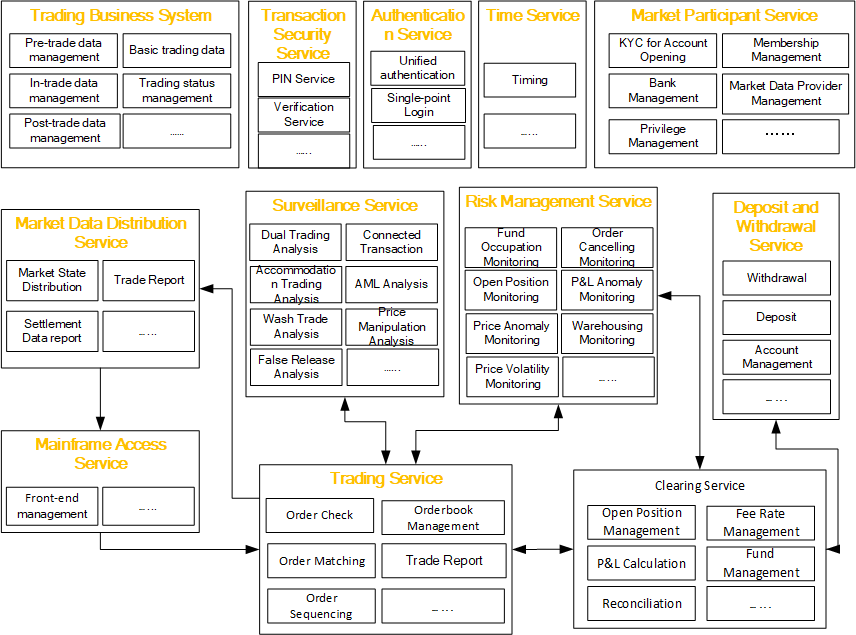 Trading Business System
Pre-trade data
management
Basic trading data
In-trade data
management
Trading status
management
Post-trade data
management
......
Transaction
Security
Service
PIN Service
Verification
Service
......
Authenticatio
n Service
Unified
authentication
Single-point
Login
......
Time Service
Timing
......
Market Participant Service
KYC for Account
Opening
Membership
Management
Bank
Management
Market Data Provider
Management
Privilege
Management
......
Market Data Distribution
Service
Market State
Distribution
Trade Report
Settlement
Data report
......
Surveillance Service
Dual Trading
Analysis
Connected
Transaction
Accommodatio
n Trading
Analysis
AML Analysis
Wash Trade
Analysis
Price
Manipulation
Analysis
False Release
Analysis
......
Risk Management Service
Fund
Occupation
Monitoring
Order
Cancelling
Monitoring
Open Position
Monitoring
P&L Anomaly
Monitoring
Price Anomaly
Monitoring
Warehousing
Monitoring
Price Volatility
Monitoring
......
Deposit and
Withdrawal
Service
Withdrawal
Deposit
Account
Management
......
Mainframe Access
Service
Front-end
management
......
Trading Service
Order Check
Orderbook
Management
Order Matching
Trade Report
Order
Sequencing
......
Clearing Service
Open Position
Management
Fee Rate
Management
P&L Calculation
Fund
Management
Reconciliation
......